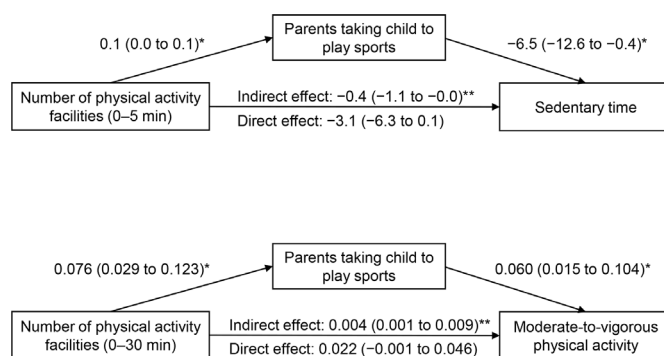 Parents taking child to
play sports
0.1 (0.0 to 0.1)*
−6.5 (−12.6 to −0.4)*
Number of physical activity
facilities (0–5 min)
Indirect effect: −0.4 (−1.1 to −0.0)**
Direct effect: −3.1 (−6.3 to 0.1)
Sedentary time
Parents taking child to
play sports
0.076 (0.029 to 0.123)*
0.060 (0.015 to 0.104)*
Number of physical activity
facilities (0–30 min)
Indirect effect: 0.004 (0.001 to 0.009)**
Direct effect: 0.022 (−0.001 to 0.046)
Moderate-to-vigorous
physical activity